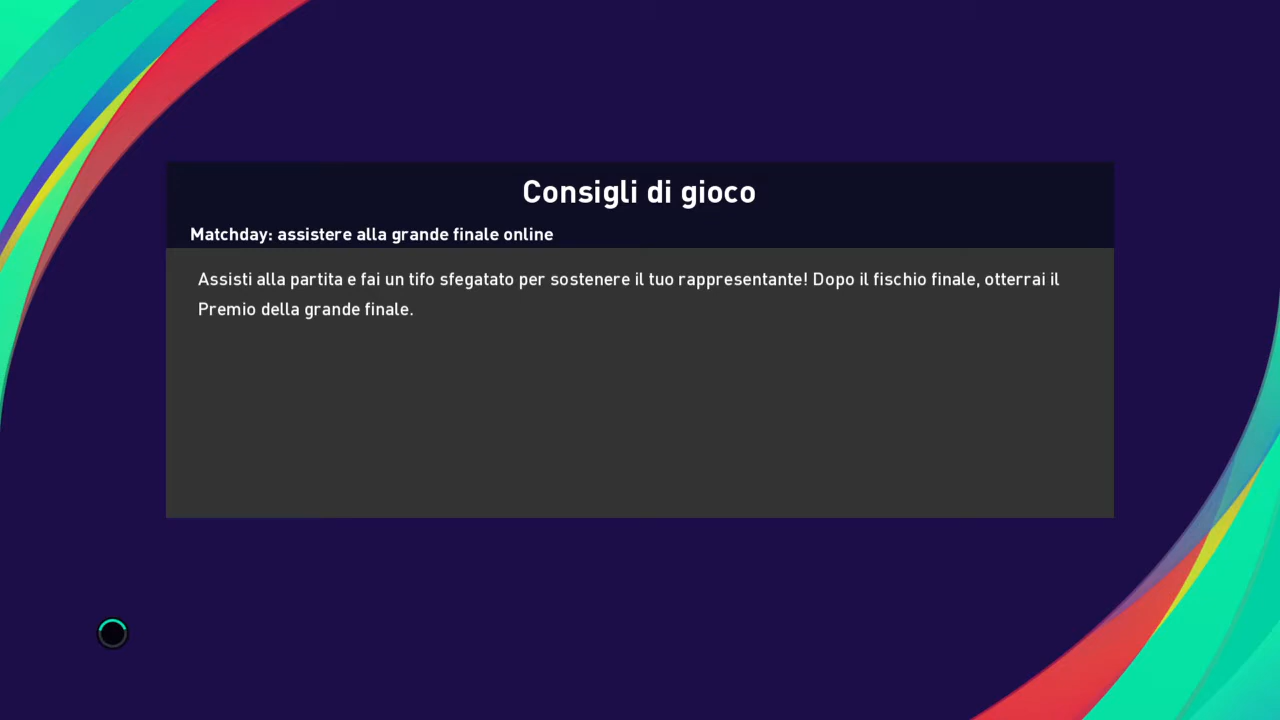 Consigli di gioco
Matchday: assistere alla grande finale online
Assisti alla partita e fai un tifo sfegatato per sostenere il tuo rappresentante! Dopo il fischio finale, otterrai il
Premio della grande finale.